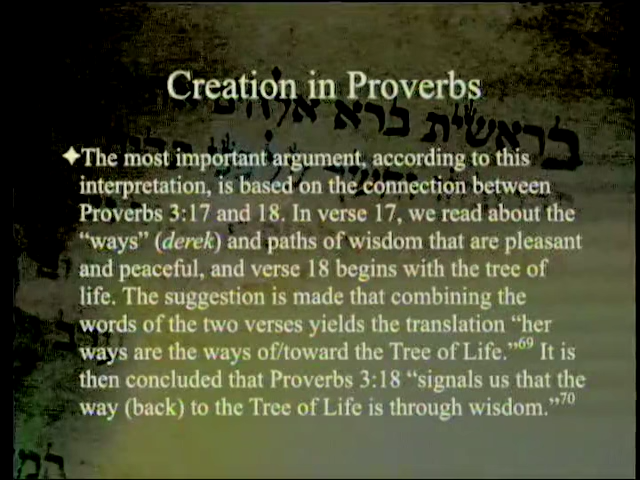 Creation in Proverbs
בראשית ברא אלהים
✦The most important argument, according to this
interpretation, is based on the connection between
Proverbs 3:17 and 18. In verse 17, we read about the
“ways” (derek) and paths of wisdom that are pleasant
and peaceful, and verse 18 begins with the tree of
life. The suggestion is made that combining the
words of the two verses yields the translation “her
ways are the ways of/toward the Tree of Life.”69 It is
then concluded that Proverbs 3:18 “signals us that the
way (back) to the Tree of Life is through wisdom.”70